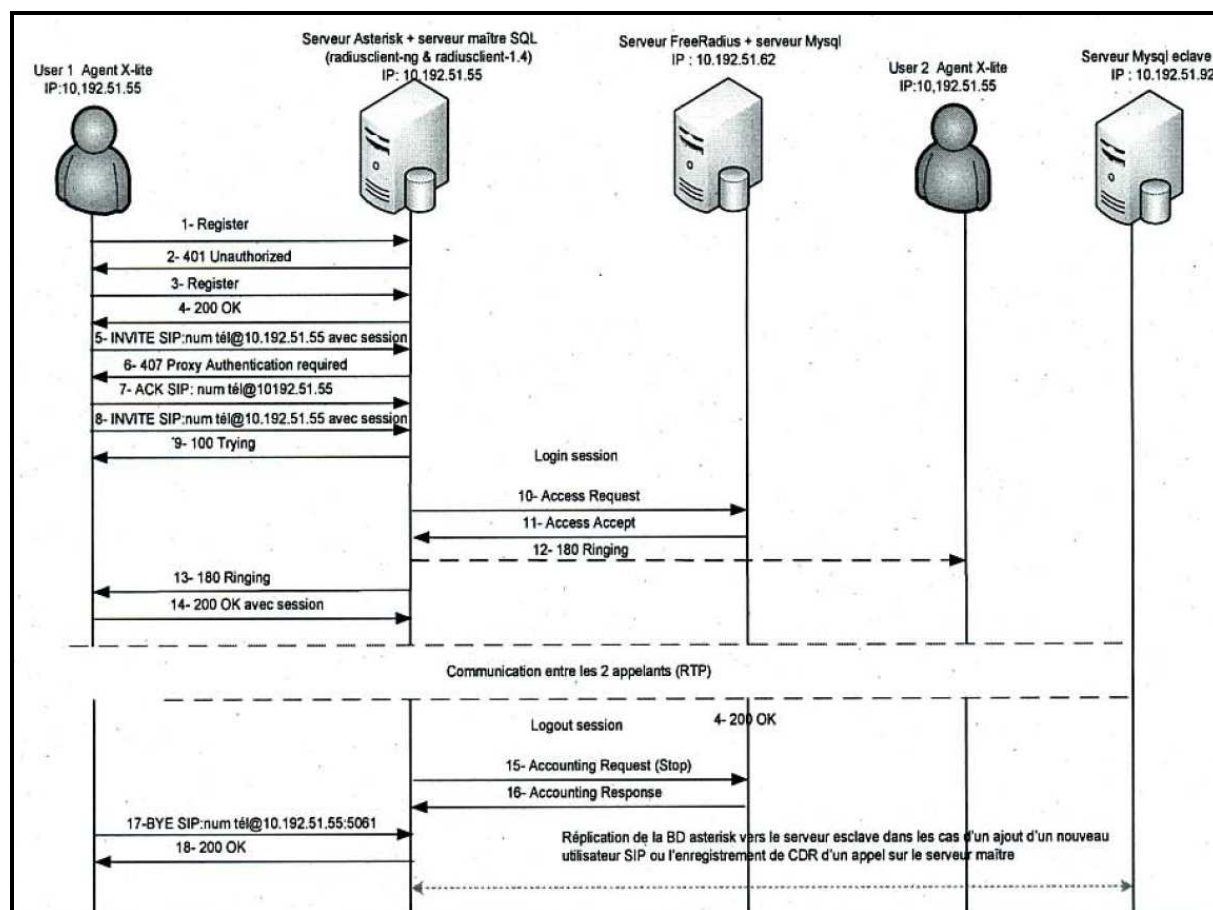 Serveur Asterisk + serveur maître SQL
(radiusclient-ng & radiusclient-1.4)
IP: 10.192.51.55
Serveur FreeRadius + serveur Mysql
IP : 10.192.51.62
User 1 Agent X-lite
IP:10,192.51.55
User 2 Agent X-lite
IP:10,192.51.55
Serveur Mysql eclave
IP : 10.192.51.92
1- Register
2- 401 Unauthorized
3- Register
4- 200 OK
5- INVITE SIP:num tél@10.192.51.55 avec session
6- 407 Proxy Authentication required
7- ACK SIP: num tél@10192.51.55
8- INVITE SIP:num tél@10.192.51.55 avec session
9- 100 Trying
Login session
10- Access Request
11- Access Accept
12- 180 Ringing
13- 180 Ringing
14- 200 OK avec session
Communication entre les 2 appelants (RTP)
Logout session
4- 200 OK
15- Accounting Request (Stop)
16- Accounting Response
17-BYE SIP:num tél@10.192.51.55:5061
18- 200 OK
Réplication de la BD asterisk vers le serveur esclave dans les cas d'un ajout d'un nouveau
utilisateur SIP ou l'enregistrement de CDR d'un appel sur le serveur maître